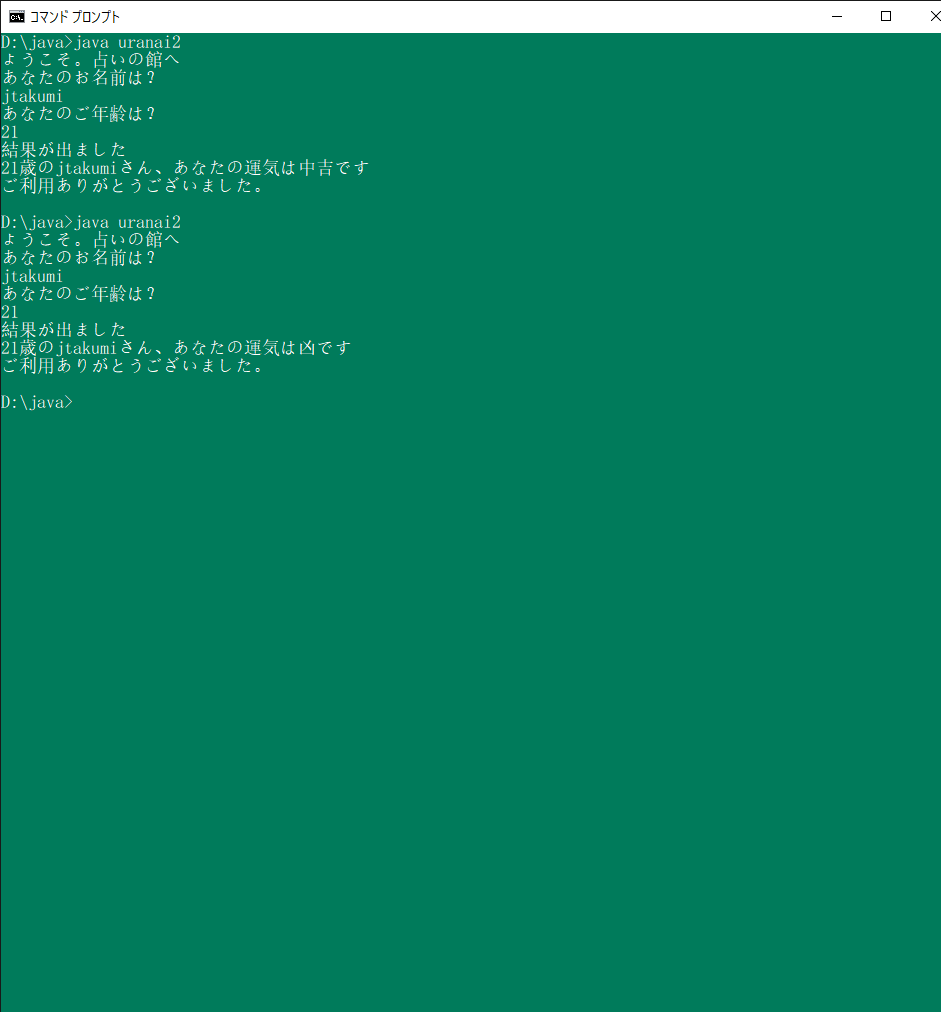 コマンド プロンプト
D:\java>java uranai2
ようこそ。占いの館へ
あなたのお名前は？
jtakumi
あなたのご年齢は？
21
結果が出ました
21歳のjtakumiさん、あなたの運気は中吉です
ご利用ありがとうございました。
D:\java>java uranai2
ようこそ。占いの館へ
あなたのお名前は？
jtakumi
あなたのご年齢は？
21
結果が出ました
21歳のjtakumiさん、あなたの運気は凶です
ご利用ありがとうございました。
D:\java>